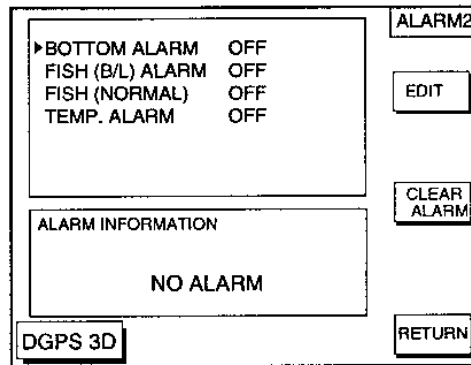 ALARM2
▶BOTTOM ALARM OFF
FISH (B/L) ALARM OFF
FISH (NORMAL) OFF
TEMP. ALARM OFF
EDIT
CLEAR
ALARM
ALARM INFORMATION
NO ALARM
DGPS 3D
RETURN